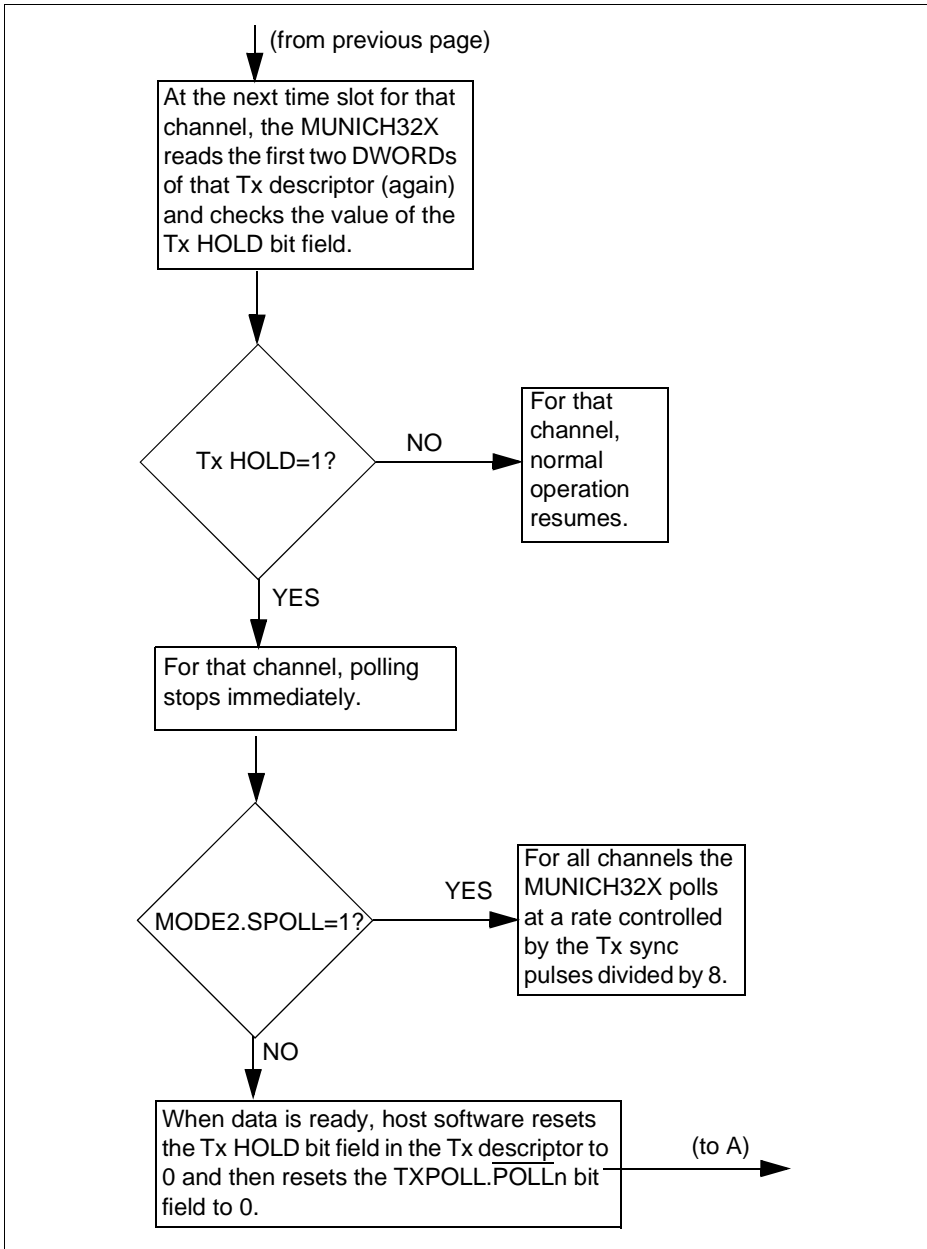 (from previous page)
At the next time slot for that
channel, the MUNICH32X
reads the first two DWORDs
of that Tx descriptor (again)
and checks the value of the
Tx HOLD bit field.
Tx HOLD=1?
NO
For that
channel,
normal
operation
resumes.
YES
For that channel, polling
stops immediately.
MODE2.SPOLL=1?
YES
For all channels the
MUNICH32X polls
at a rate controlled
by the Tx sync
pulses divided by 8.
NO
When data is ready, host software resets
the Tx HOLD bit field in the Tx descriptor to
0 and then resets the TXPOLL.P̅O̅L̅L̅n bit
field to 0.
(to A)